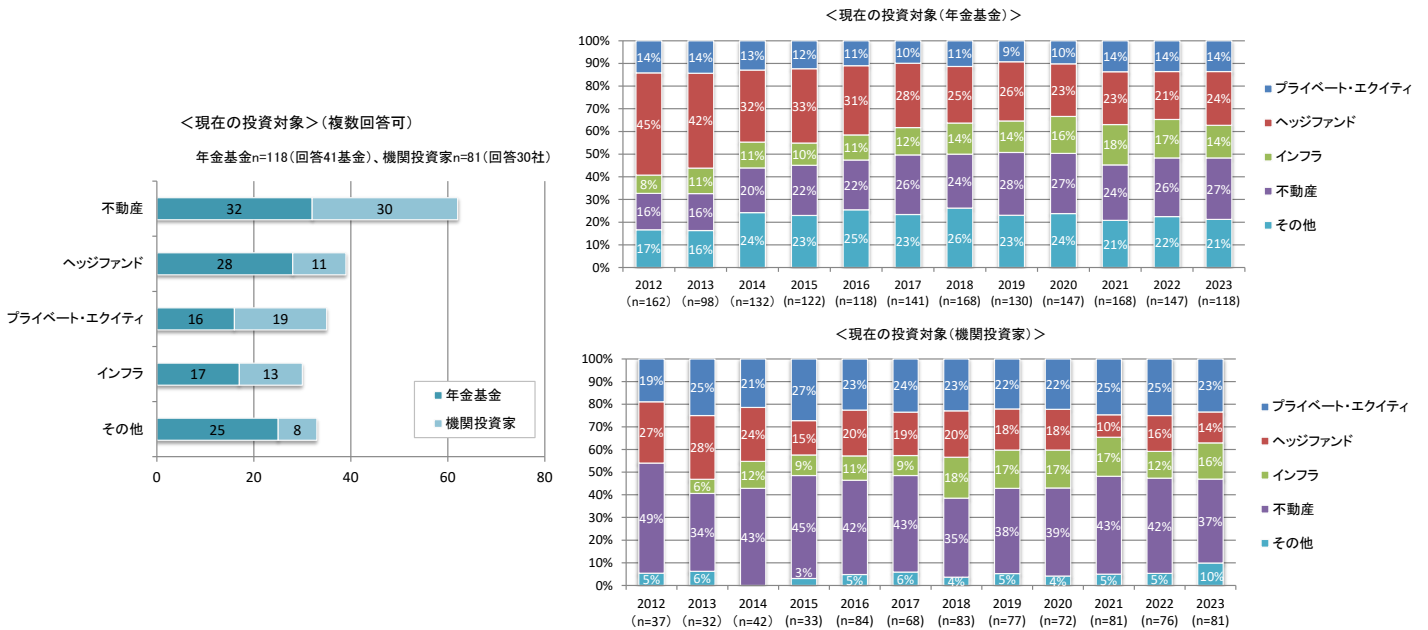 ＜現在の投資対象＞（複数回答可）
年金基金n=118（回答41基金）、機関投資家n=81（回答30社）
不動産 32 30
ヘッジファンド 28 11
プライベート・エクイティ 16 19
インフラ 17 13
その他 25 8
0 20 40 60 80
年金基金
機関投資家
＜現在の投資対象（年金基金）＞
100%
90%
80%
70%
60%
50%
40%
30%
20%
10%
0%
14% 14% 13% 12% 11% 10% 11% 9% 10% 14% 14% 14%
45% 42% 32% 33% 31% 28% 25% 26% 23% 23% 21% 24%
8% 11% 11% 10% 11% 12% 14% 14% 16% 18% 17% 14%
16% 16% 20% 22% 22% 26% 24% 28% 27% 24% 26% 27%
17% 16% 24% 23% 25% 23% 26% 23% 24% 21% 22% 21%
2012 2013 2014 2015 2016 2017 2018 2019 2020 2021 2022 2023
（n=162） （n=98） （n=132） (n=122) (n=118) (n=141) (n=168) (n=130) (n=147) (n=168) (n=147) (n=118)
プライベート・エクイティ
ヘッジファンド
インフラ
不動産
その他
＜現在の投資対象（機関投資家）＞
100%
90%
80%
70%
60%
50%
40%
30%
20%
10%
0%
19% 25% 21% 27% 23% 24% 23% 22% 22% 25% 25% 23%
27% 28% 24% 15% 20% 19% 20% 18% 18% 10% 16% 14%
6% 12% 9% 11% 9% 18% 17% 17% 17% 12% 16%
49% 34% 43% 45% 42% 43% 35% 38% 39% 43% 42% 37%
5% 6% 3% 5% 6% 4% 5% 4% 5% 5% 10%
2012 2013 2014 2015 2016 2017 2018 2019 2020 2021 2022 2023
（n=37） （n=32） （n=42） (n=33) (n=84) (n=68) (n=83) (n=77) (n=72) (n=81) (n=76) (n=81)
プライベート・エクイティ
ヘッジファンド
インフラ
不動産
その他